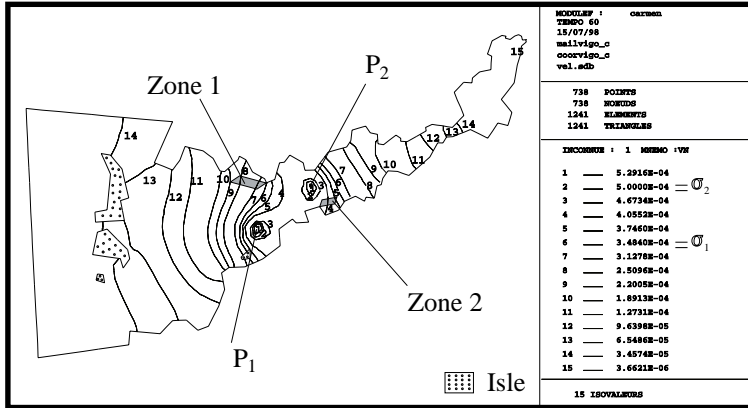 MODULEF : carmen
TEMPO 60
15/07/98
mailvigo_c
coorvigo_c
vel.sdb
738 POINTS
738 NOEUDS
1241 ELEMENTS
1241 TRIANGLES
INCONNUE : 1 MNEMO :VN
1 5.2916E-04
2 5.0000E-04 = σ2
3 4.6734E-04
4 4.0552E-04
5 3.7460E-04
6 3.4840E-04 = σ1
7 3.1278E-04
8 2.5096E-04
9 2.2005E-04
10 1.8913E-04
11 1.2731E-04
12 9.6398E-05
13 6.5486E-05
14 3.4574E-05
15 3.6621E-06
15 ISOVALEURS
Zone 1
P2
Zone 2
P1
Isle
14
13
12
11
10
9
8
7
6
5
4
3
3
7
6
5
4
8
9
10
11
12
13
14
15